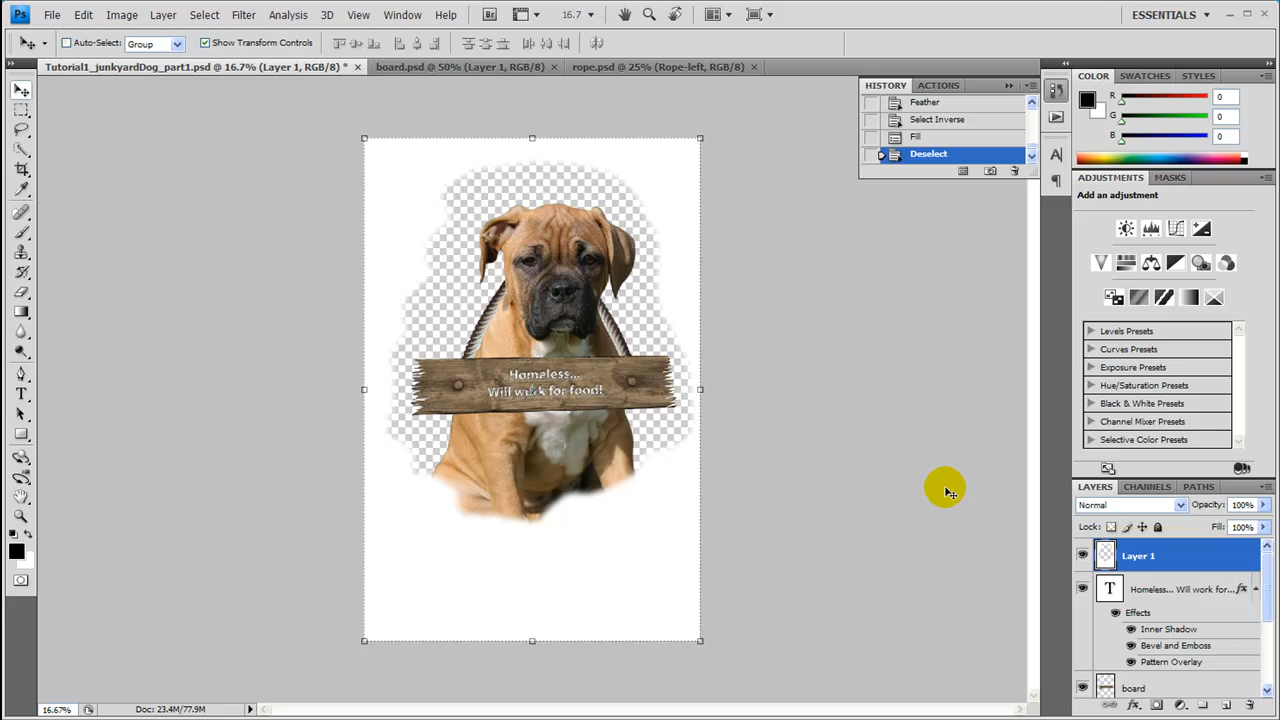 Ps File Edit Image Layer Select Filter Analysis 3D View Window Help Br 16.7 ESSENTIALS
Auto-Select: Group Show Transform Controls
Tutorial1_junkyardDog_part1.psd @ 16.7% (Layer 1, RGB/8) * × board.psd @ 50% (Layer 1, RGB/8) × rope.psd @ 25% (Rope-left, RGB/8) ×
HISTORY ACTIONS
Feather
Select Inverse
Fill
Deselect
COLOR SWATCHES STYLES
R 0
G 0
B 0
ADJUSTMENTS MASKS
Add an adjustment
Levels Presets
Curves Presets
Exposure Presets
Hue/Saturation Presets
Black & White Presets
Channel Mixer Presets
Selective Color Presets
Homeless...
Will work for food!
LAYERS CHANNELS PATHS
Normal Opacity: 100%
Lock: Fill: 100%
Layer 1
T Homeless... Will work for... fx
Effects
Inner Shadow
Bevel and Emboss
Pattern Overlay
board
16.67% Doc: 23.4M/77.9M